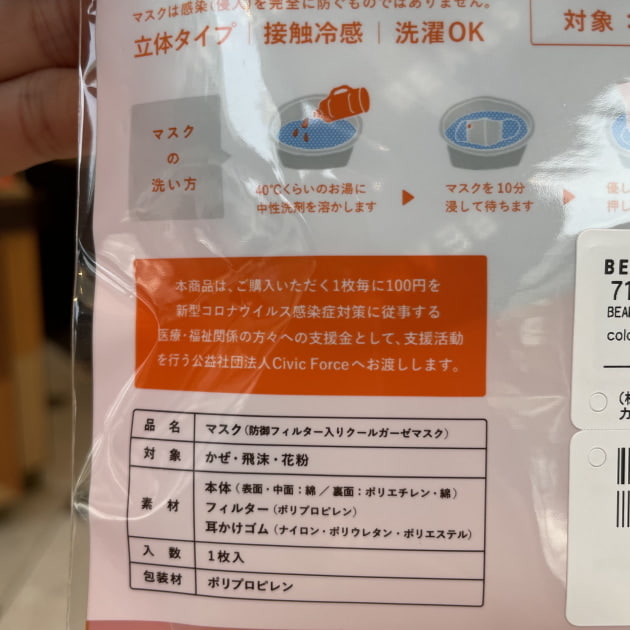 マスクは感染(侵入)を完全に防ぐものではありません。
立体タイプ｜接触冷感｜洗濯OK
対象
マスク
の
洗い方
40℃くらいのお湯に
中性洗剤を溶かします
マスクを10分
浸して待ちます
優し
押し
本商品は、ご購入いただく1枚毎に100円を
新型コロナウイルス感染症対策に従事する
医療・福祉関係の方々への支援金として、支援活動
を行う公益社団法人Civic Forceへお渡しします。
品 名 マスク(防御フィルター入りクールガーゼマスク)
対 象 かぜ・飛沫・花粉
素 材 本体(表面・中面:綿／裏面:ポリエチレン・綿)
フィルター(ポリプロピレン)
耳かけゴム(ナイロン・ポリウレタン・ポリエステル)
入 数 1枚入
包装材 ポリプロピレン
BE
71
BEA
colo
カ